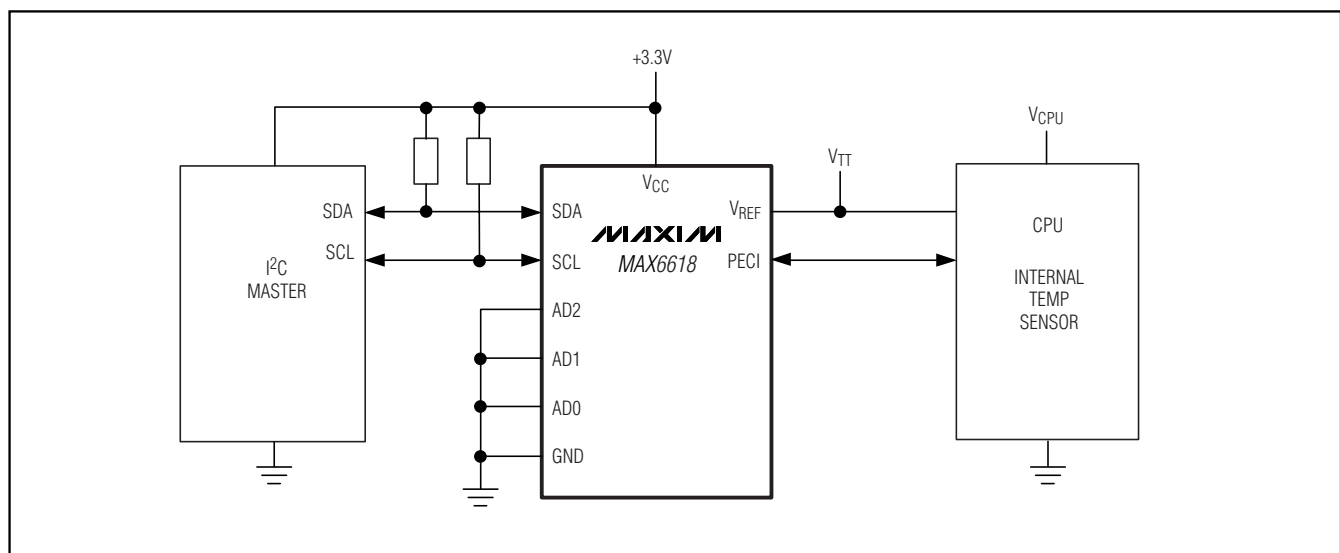 +3.3V
I2C
MASTER
SDA
SCL
VCC
SDA
SCL
AD2
AD1
AD0
GND
MAXIM
MAX6618
VREF
PECI
VTT
VCPU
CPU
INTERNAL
TEMP
SENSOR